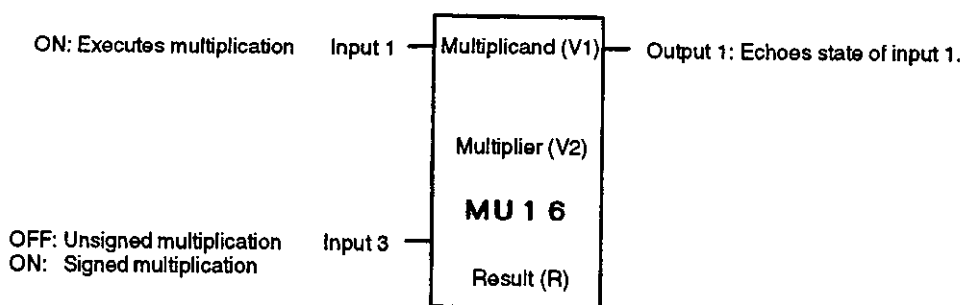 ON: Executes multiplication Input 1 Multiplicand (V1) Output 1: Echoes state of input 1.
Multiplier (V2)
MU16
OFF: Unsigned multiplication Input 3
ON: Signed multiplication
Result (R)